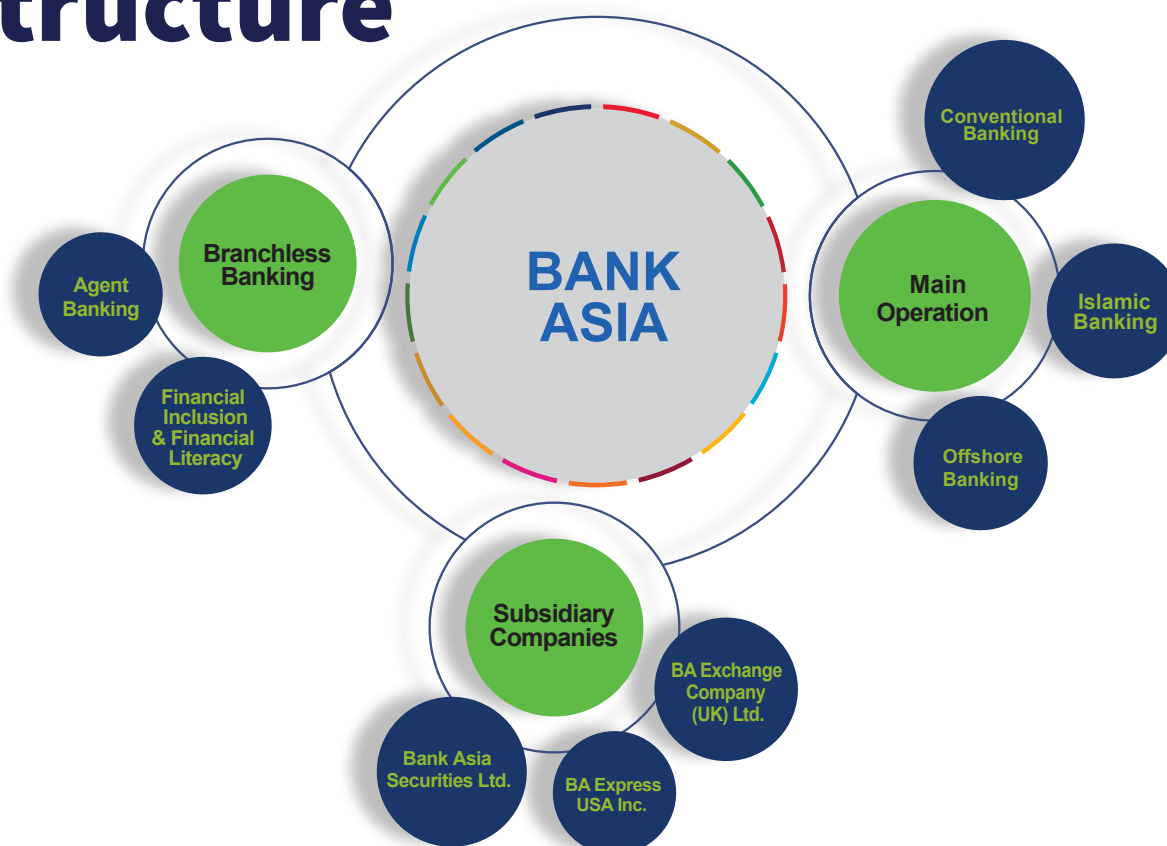 tructure
BANK
ASIA
Branchless
Banking
Agent
Banking
Financial
Inclusion
& Financial
Literacy
Main
Operation
Conventional
Banking
Islamic
Banking
Offshore
Banking
Subsidiary
Companies
BA Exchange
Company
(UK) Ltd.
Bank Asia
Securities Ltd.
BA Express
USA Inc.